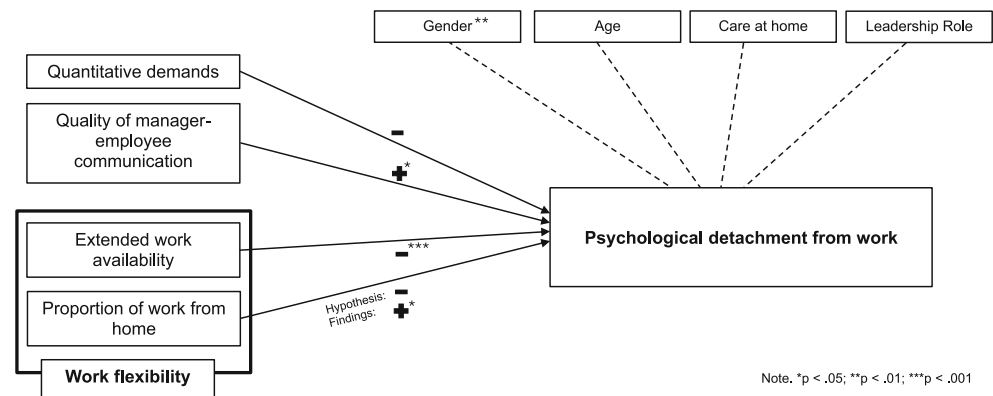 Gender**
Age
Care at home
Leadership Role
Quantitative demands
Quality of manager-
employee
communication
-
+*
Extended work
availability
-***
Proportion of work from
home
Hypothesis: -
Findings: +*
Work flexibility
Psychological detachment from work
Note. *p < .05; **p < .01; ***p < .001